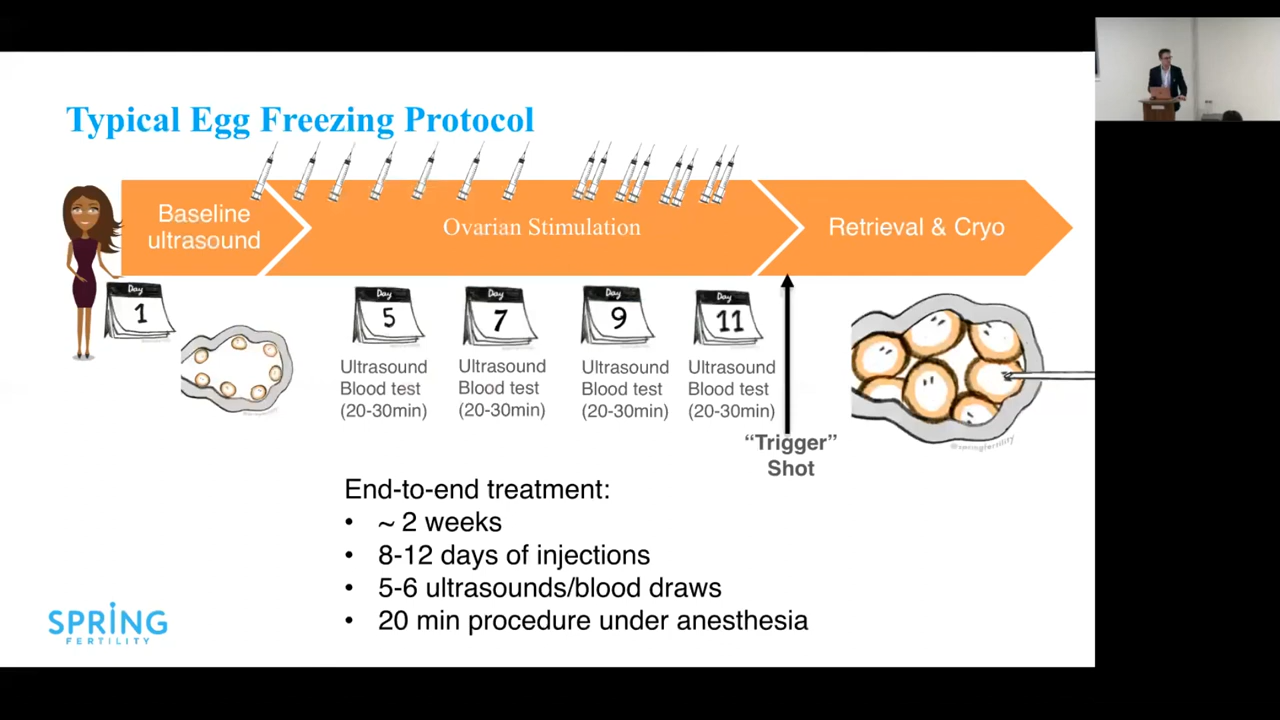 Typical Egg Freezing Protocol
Baseline
ultrasound
Ovarian Stimulation
Retrieval & Cryo
Day
1
Day
5
Day
7
Day
9
Day
11
Ultrasound
Blood test
(20-30min)
Ultrasound
Blood test
(20-30min)
Ultrasound
Blood test
(20-30min)
Ultrasound
Blood test
(20-30min)
“Trigger”
Shot
@springfertility
End-to-end treatment:
• ~ 2 weeks
• 8-12 days of injections
• 5-6 ultrasounds/blood draws
• 20 min procedure under anesthesia
SPRING
FERTILITY